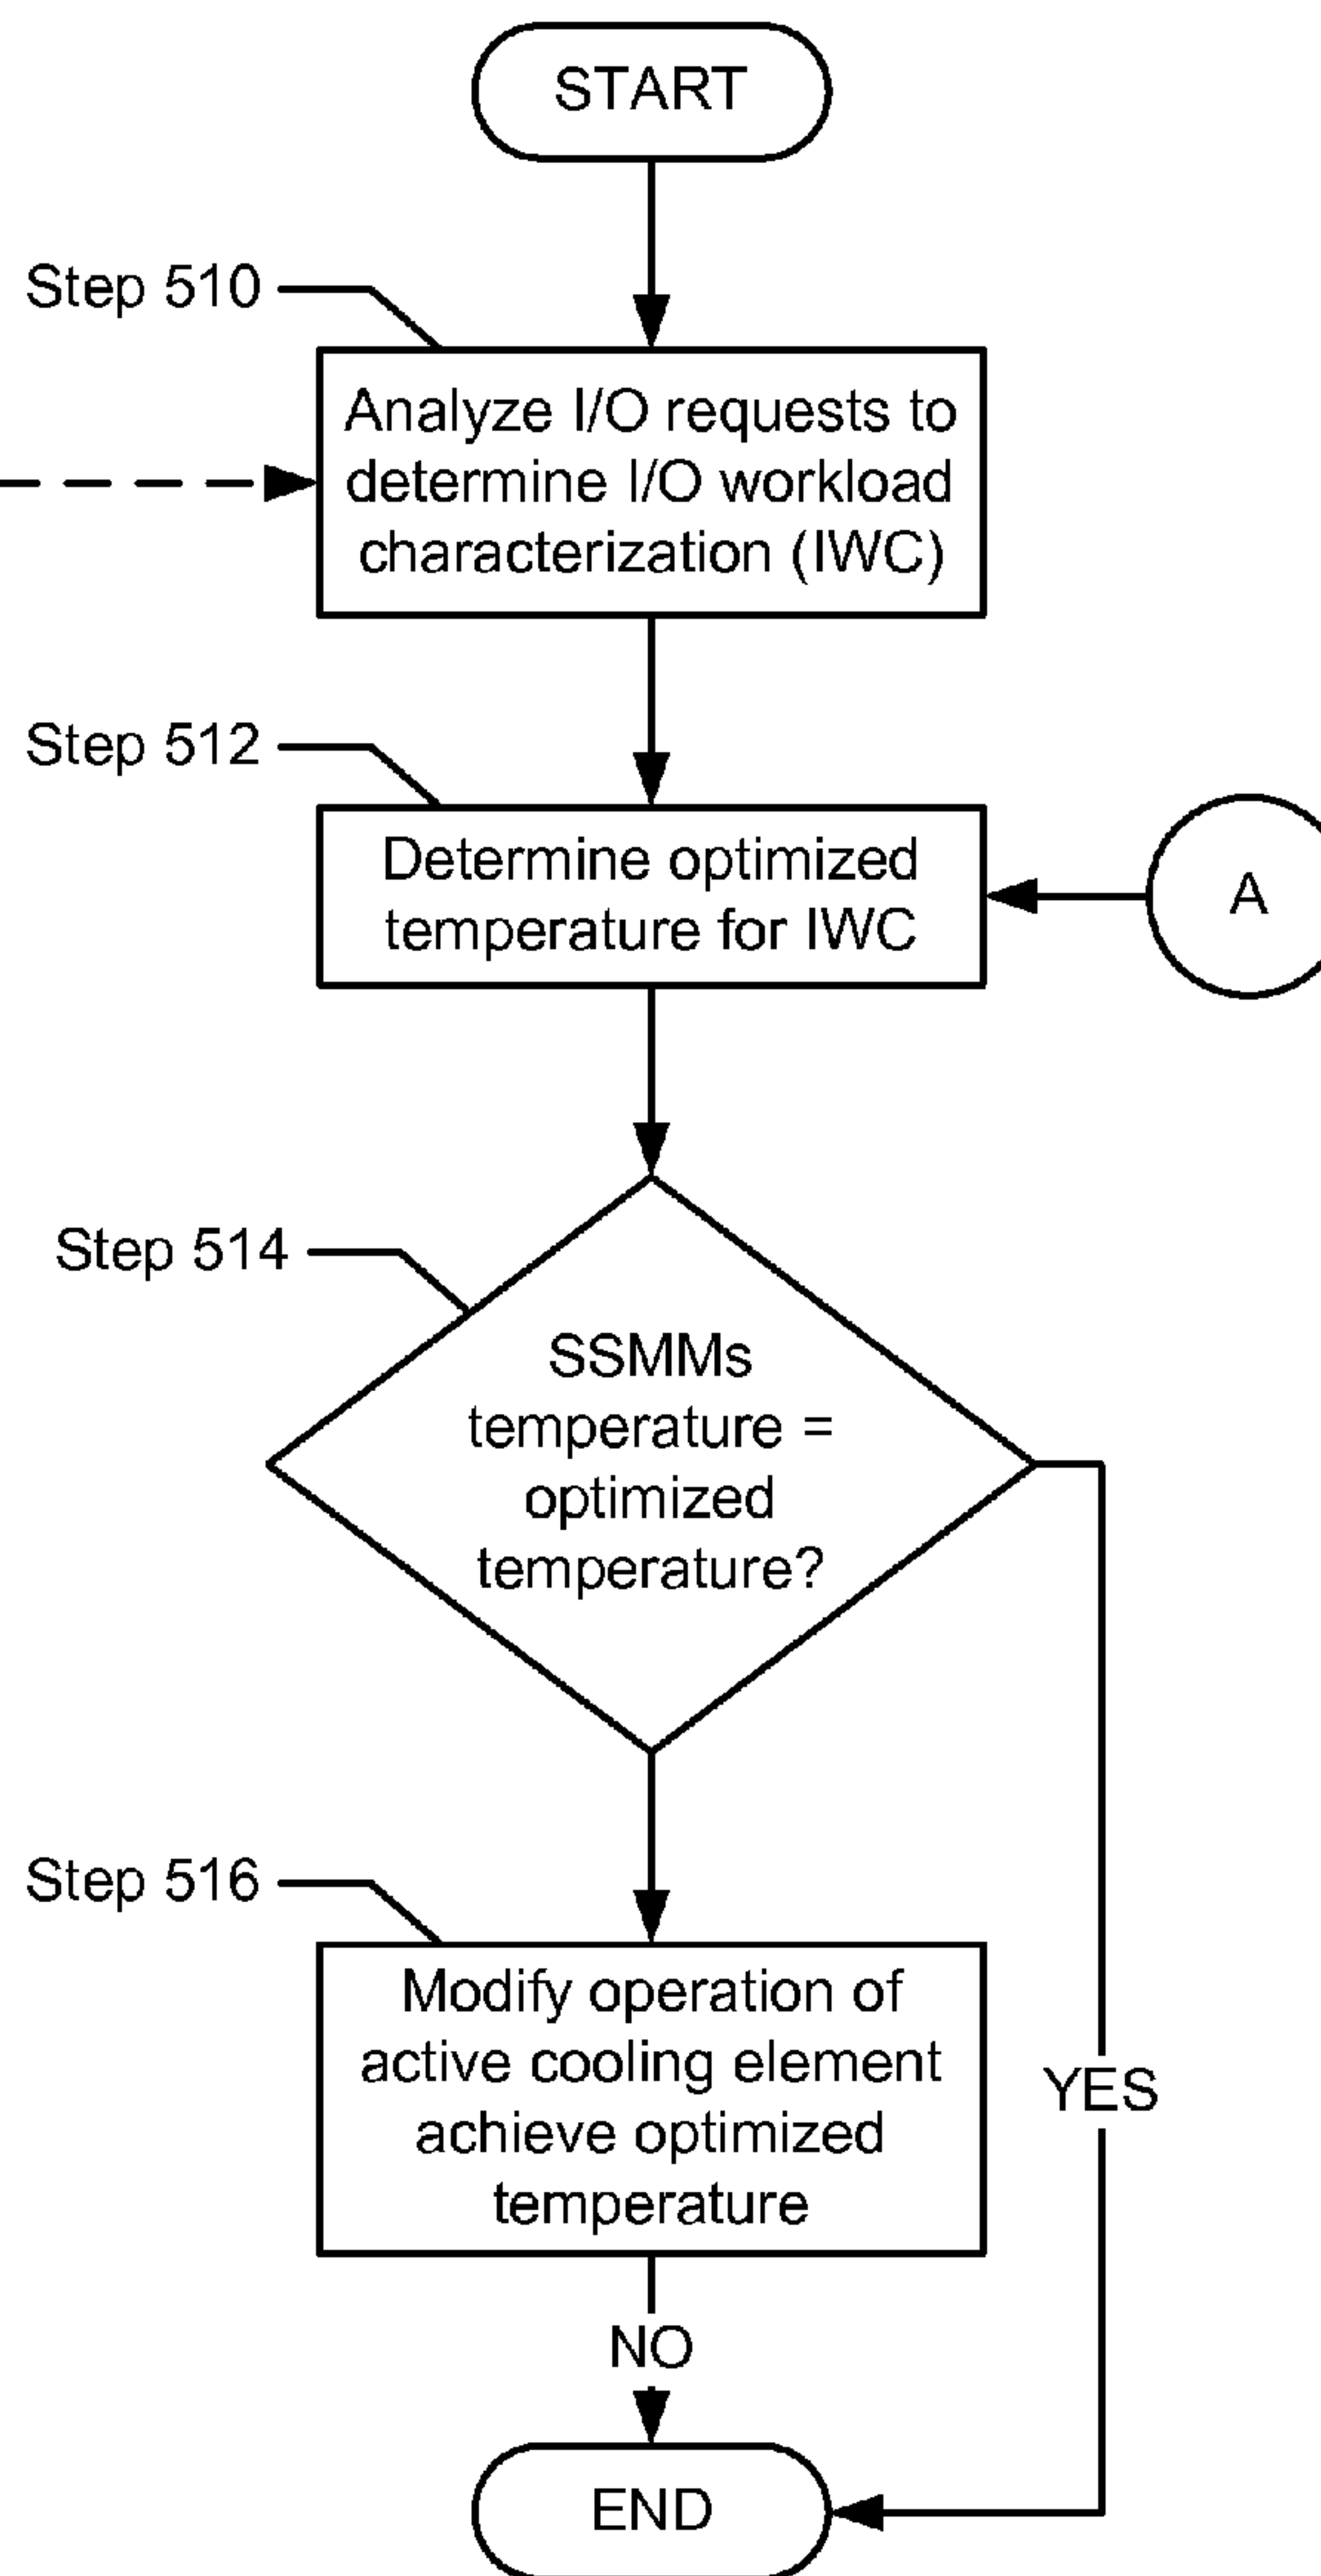 START
Step 510
Analyze I/O requests to
determine I/O workload
characterization (IWC)
Step 512
Determine optimized
temperature for IWC
A
Step 514
SSMMs
temperature =
optimized
temperature?
Step 516
Modify operation of
active cooling element
achieve optimized
temperature
YES
NO
END